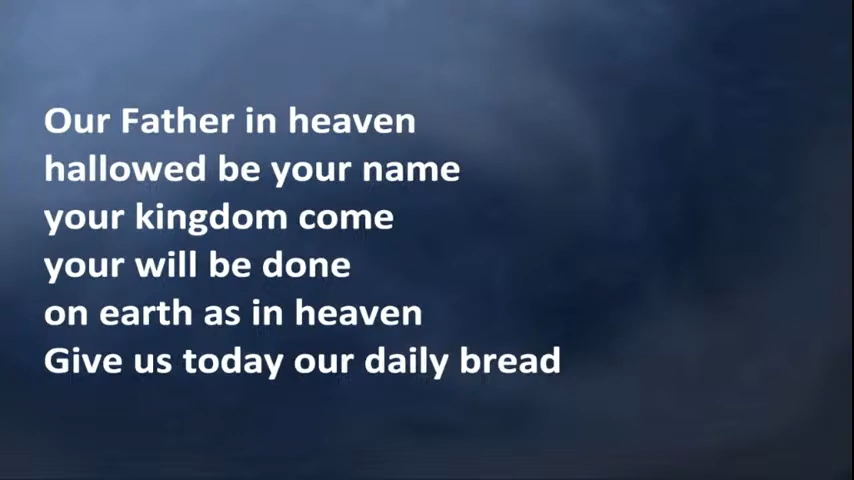 Our Father in heaven
hallowed be your name
your kingdom come
your will be done
on earth as in heaven
Give us today our daily bread